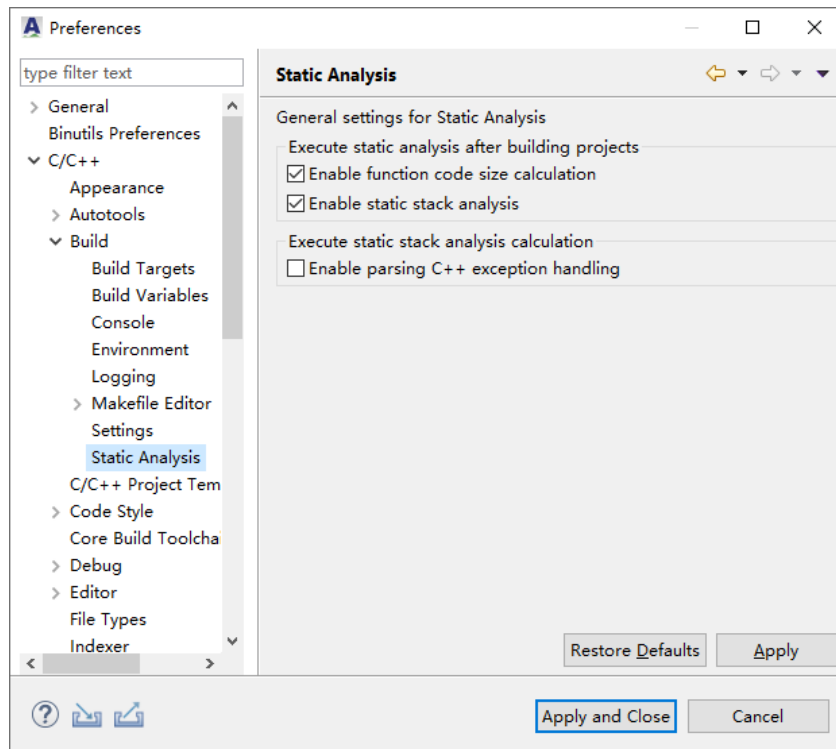 Preferences
type filter text
General
Binutils Preferences
C/C++
Appearance
Autotools
Build
Build Targets
Build Variables
Console
Environment
Logging
Makefile Editor
Settings
Static Analysis
C/C++ Project Tem
Code Style
Core Build Toolcha
Debug
Editor
File Types
Indexer
Static Analysis
General settings for Static Analysis
Execute static analysis after building projects
Enable function code size calculation
Enable static stack analysis
Execute static stack analysis calculation
Enable parsing C++ exception handling
Restore Defaults
Apply
Apply and Close
Cancel